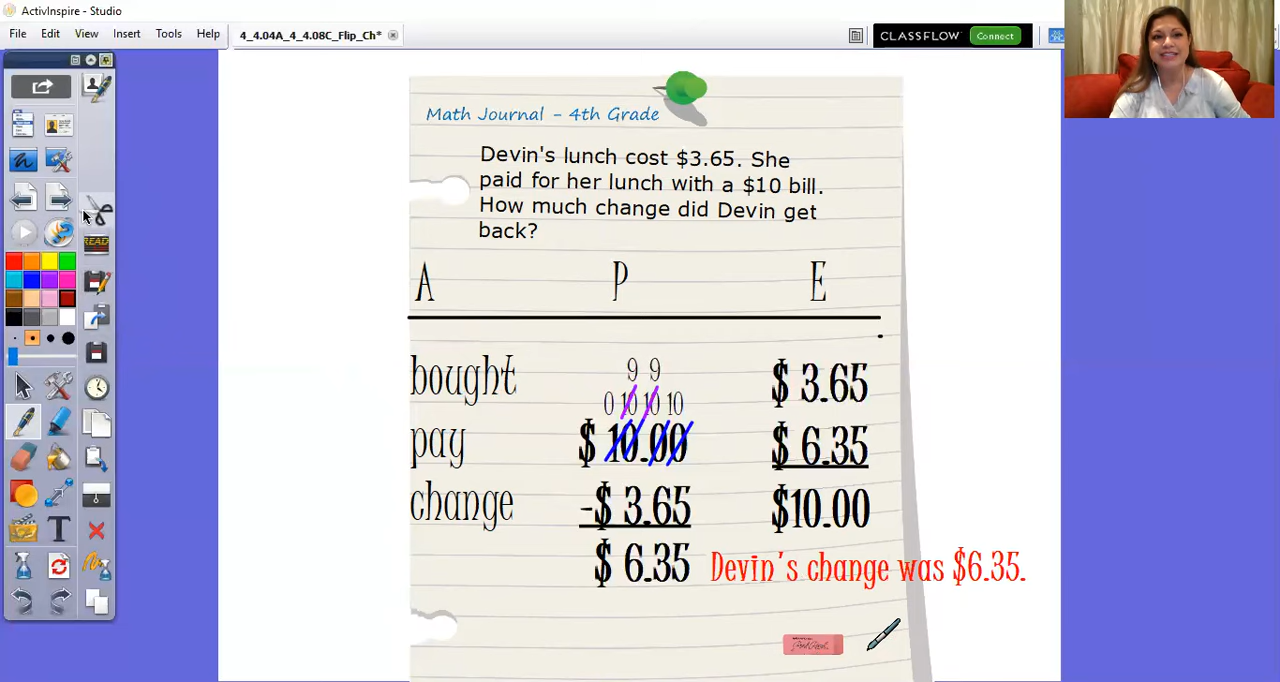 ActivInspire - Studio
File Edit View Insert Tools Help
4_4.04A_4_4.08C_Flip_Ch*
CLASSFLOW Connect
READ
Math Journal - 4th Grade
Devin's lunch cost $3.65. She
paid for her lunch with a $10 bill.
How much change did Devin get
back?
A P E
bought
pay
change
9 9
0 10 10 10
$ 10.00
-$ 3.65
$ 6.35
$ 3.65
$ 6.35
$10.00
Devin's change was $6.35.